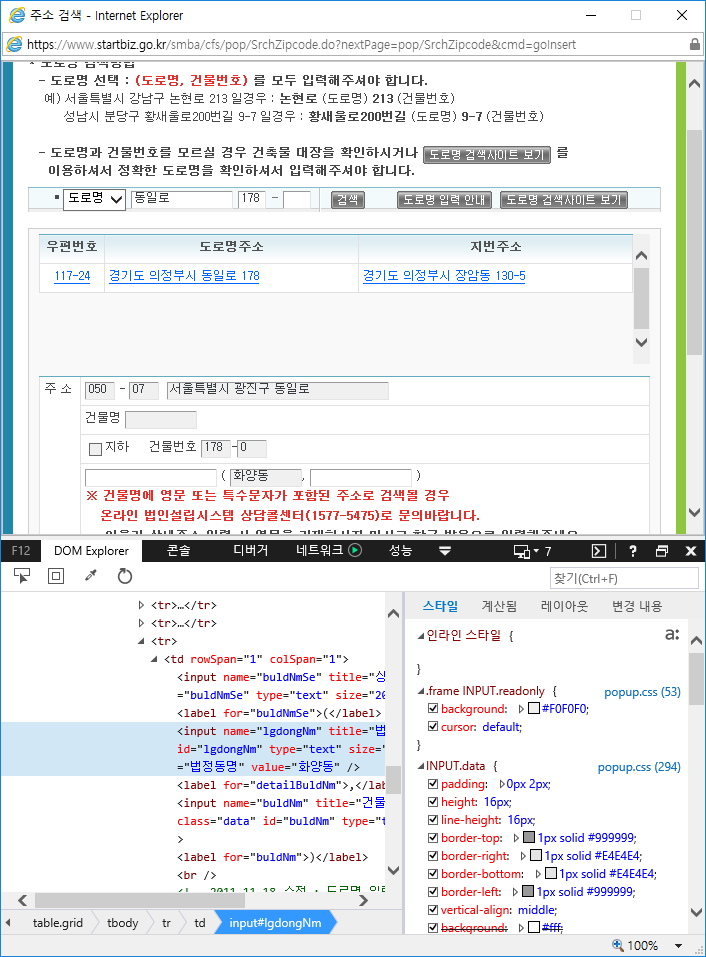 주소 검색 - Internet Explorer
https://www.startbiz.go.kr/smba/cfs/pop/SrchZipcode.do?nextPage=pop/SrchZipcode&cmd=goInsert
* 도로명 검색방법
- 도로명 선택 : (도로명, 건물번호) 를 모두 입력해주셔야 합니다.
예) 서울특별시 강남구 논현로 213 일경우 : 논현로 (도로명) 213 (건물번호)
성남시 분당구 황새울로200번길 9-7 일경우 : 황새울로200번길 (도로명) 9-7 (건물번호)
- 도로명과 건물번호를 모르실 경우 건축물 대장을 확인하시거나 도로명 검색사이트 보기 를
이용하셔서 정확한 도로명을 확인하셔서 입력해주셔야 합니다.
도로명 동일로 178 - 검색 도로명 입력 안내 도로명 검색사이트 보기
우편번호 도로명주소 지번주소
117-24 경기도 의정부시 동일로 178 경기도 의정부시 장암동 130-5
주 소 050 - 07 서울특별시 광진구 동일로
건물명
지하 건물번호 178 -0
( 화양동 , )
※ 건물명에 영문 또는 특수문자가 포함된 주소로 검색될 경우
온라인 법인설립시스템 상담콜센터(1577-5475)로 문의바랍니다.
F12 DOM Explorer 콘솔 디버거 네트워크 성능 7 ?
찾기(Ctrl+F)
<tr>…</tr>
<tr>…</tr>
<tr>
<td rowSpan="1" colSpan="1">
<input name="buldNmSe" title="상
="buldNmSe" type="text" size="20
<label for="buldNmSe">(</label>
<input name="lgdongNm" title="법
id="lgdongNm" type="text" size="
="법정동명" value="화양동" />
<label for="detailBuldNm">,</label>
<input name="buldNm" title="건물
class="data" id="buldNm" type="t
>
<label for="buldNm">)</label>
<br />
<!-- 2011.11.18 수정 : 도로명 입력
table.grid tbody tr td input#lgdongNm
스타일 계산됨 레이아웃 변경 내용
인라인 스타일 {
a:
}
.frame INPUT.readonly { popup.css (53)
background: #F0F0F0;
cursor: default;
}
INPUT.data { popup.css (294)
padding: 0px 2px;
height: 16px;
line-height: 16px;
border-top: 1px solid #999999;
border-right: 1px solid #E4E4E4;
border-bottom: 1px solid #E4E4E4;
border-left: 1px solid #999999;
vertical-align: middle;
background: #fff;
100%